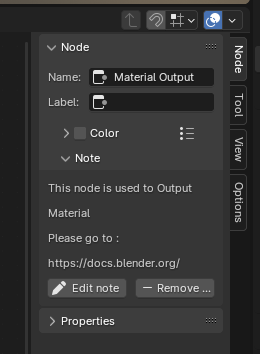 Node
Name: Material Output
Label:
Color
Note
This node is used to Output
Material
Please go to :
https://docs.blender.org/
Edit note
Remove ...
Properties
Node
Tool
View
Options